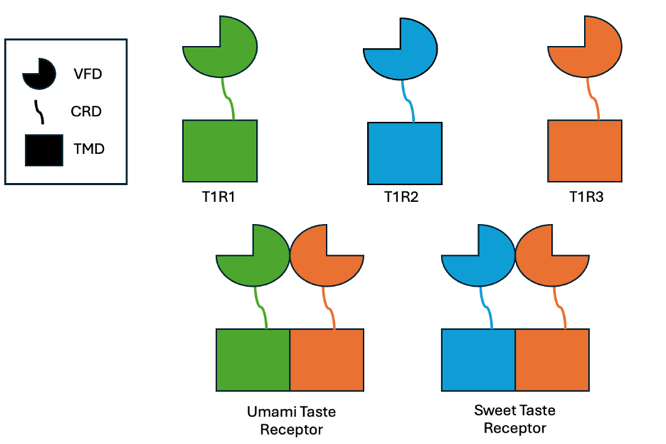 VFD
CRD
TMD
T1R1
T1R2
T1R3
Umami Taste
Receptor
Sweet Taste
Receptor